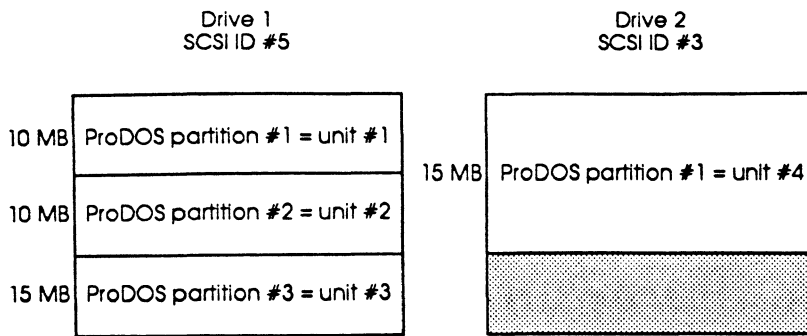 Drive 1
SCSI ID #5
10 MB ProDOS partition #1 = unit #1
10 MB ProDOS partition #2 = unit #2
15 MB ProDOS partition #3 = unit #3
Drive 2
SCSI ID #3
15 MB ProDOS partition #1 = unit #4